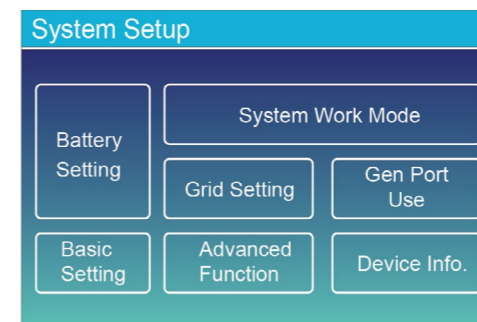 System Setup
Battery
Setting
System Work Mode
Grid Setting
Gen Port
Use
Basic
Setting
Advanced
Function
Device Info.